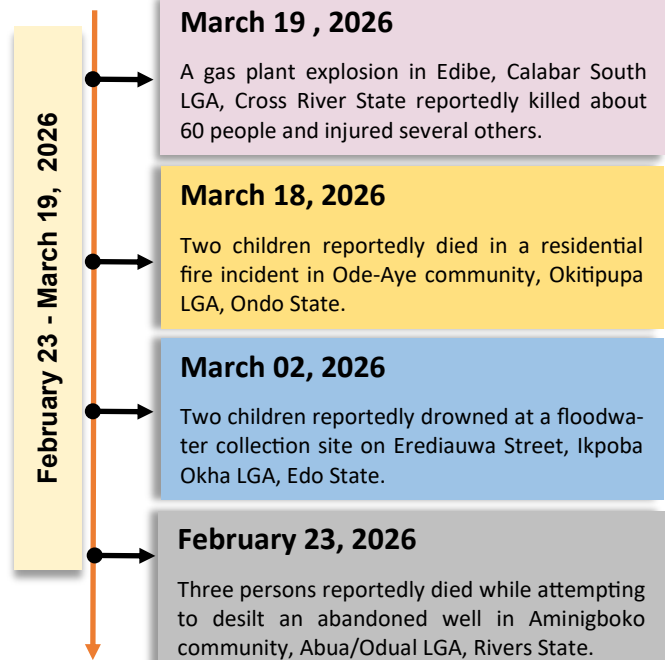 February 23 - March 19, 2026
March 19 , 2026
A gas plant explosion in Edibe, Calabar South
LGA, Cross River State reportedly killed about
60 people and injured several others.
March 18, 2026
Two children reportedly died in a residential
fire incident in Ode-Aye community, Okitipupa
LGA, Ondo State.
March 02, 2026
Two children reportedly drowned at a floodwa-
ter collection site on Erediauwa Street, Ikpoba
Okha LGA, Edo State.
February 23, 2026
Three persons reportedly died while attempting
to desilt an abandoned well in Aminigboko
community, Abua/Odual LGA, Rivers State.